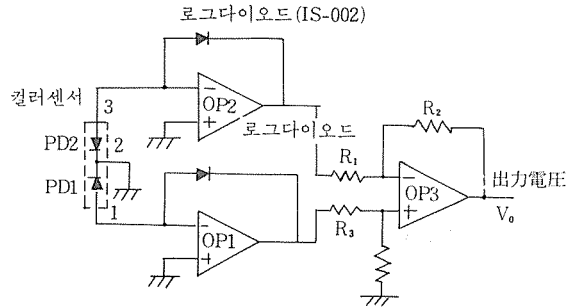 로그다이오드(IS-002)
컬러센서
3
OP2
로그다이오드
PD2
2
PD1
1
OP1
R₁
R₂
R₃
OP3
出力電圧
V₀